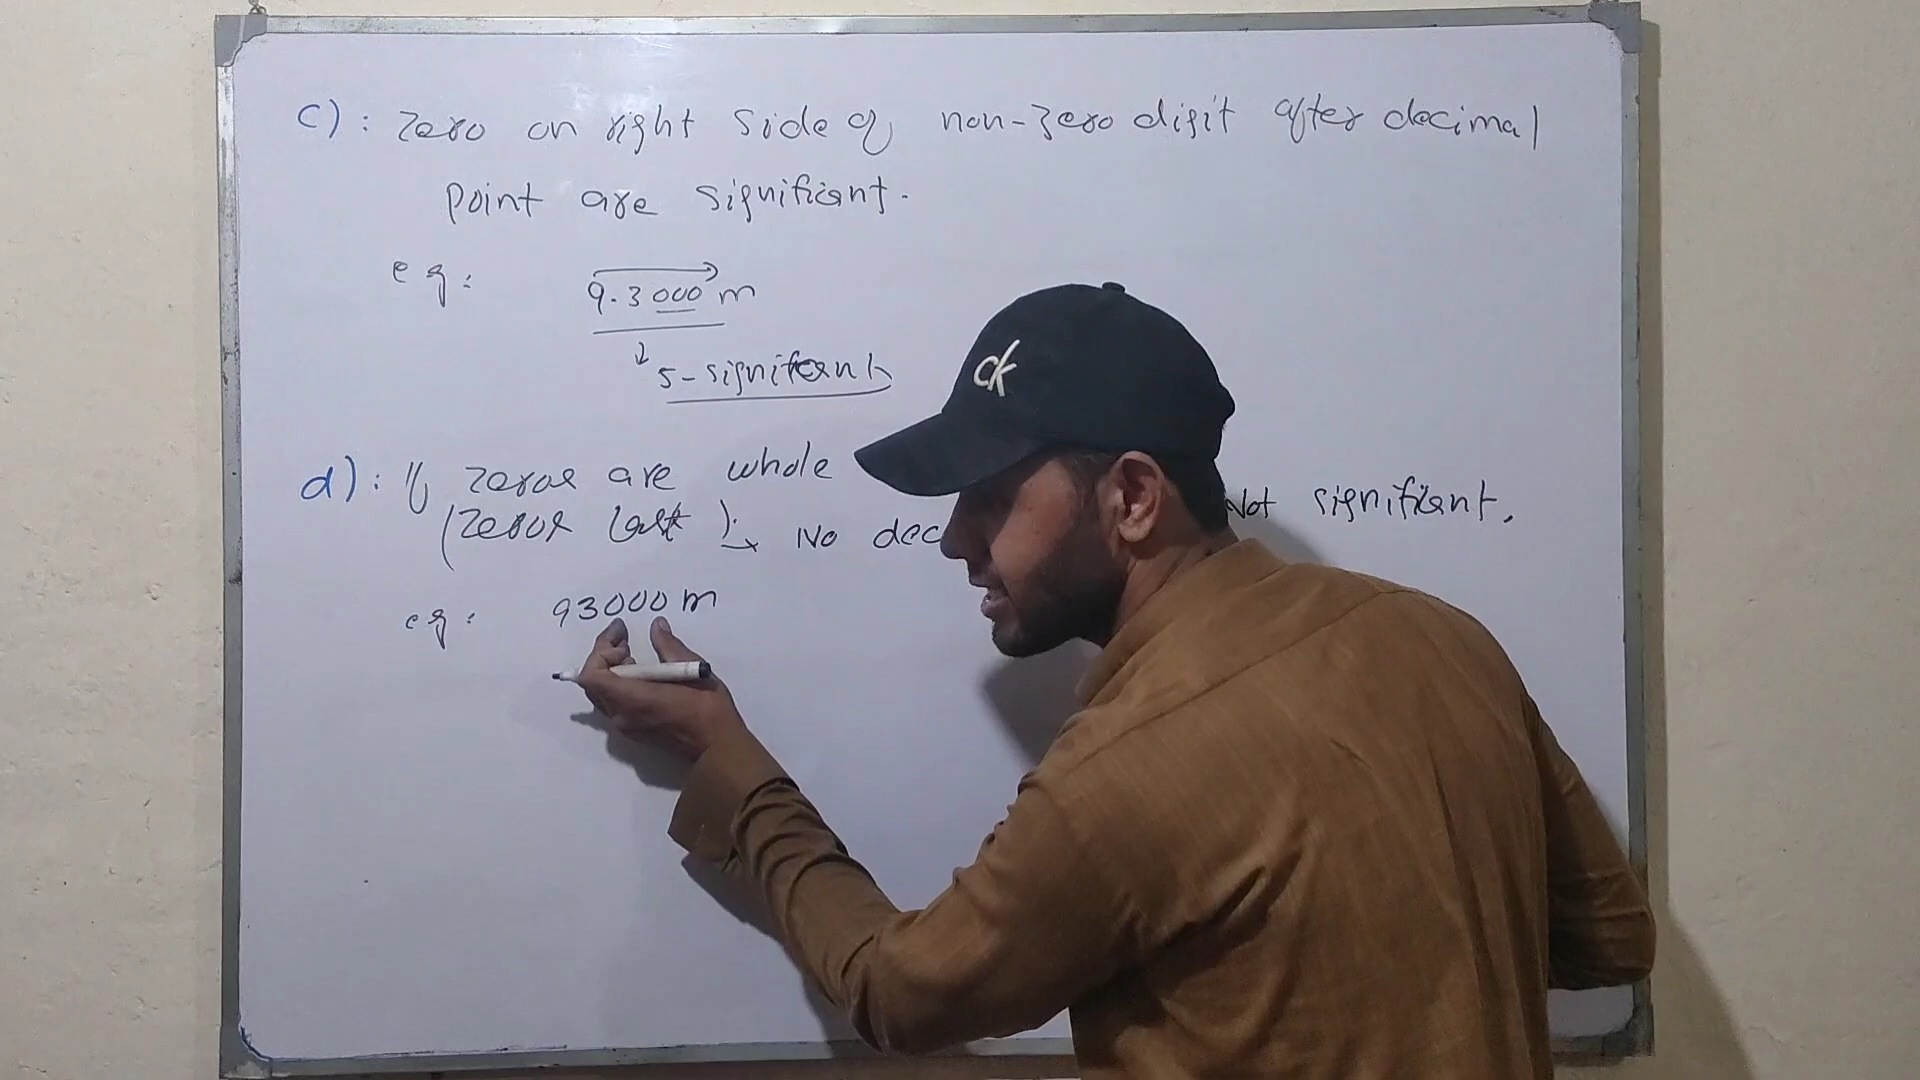 c): Zero on right side of non-zero digit after decimal
point are significant.
eg: 9.3000 m
5-significant
ck
d): If zeros are whole Not significant.
(zeros last): → No dec
eg: 93000 m